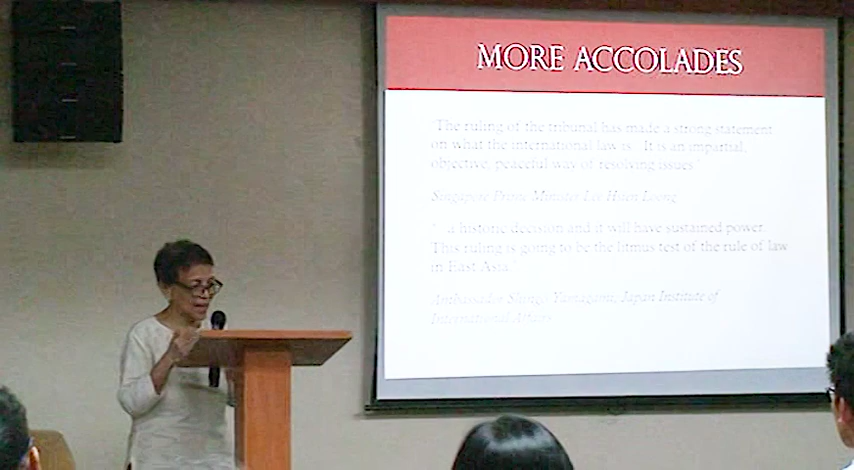 MORE ACCOLADES
"The ruling of the tribunal has made a strong statement
on what the international law is. It is an impartial,
objective, peaceful way of resolving issues"
Singapore Prime Minister Lee Hsien Loong
"... a historic decision and it will have sustained power.
This ruling is going to be the litmus test of the rule of law
in East Asia."
Ambassador Shingo Yamagami, Japan Institute of
International Affairs